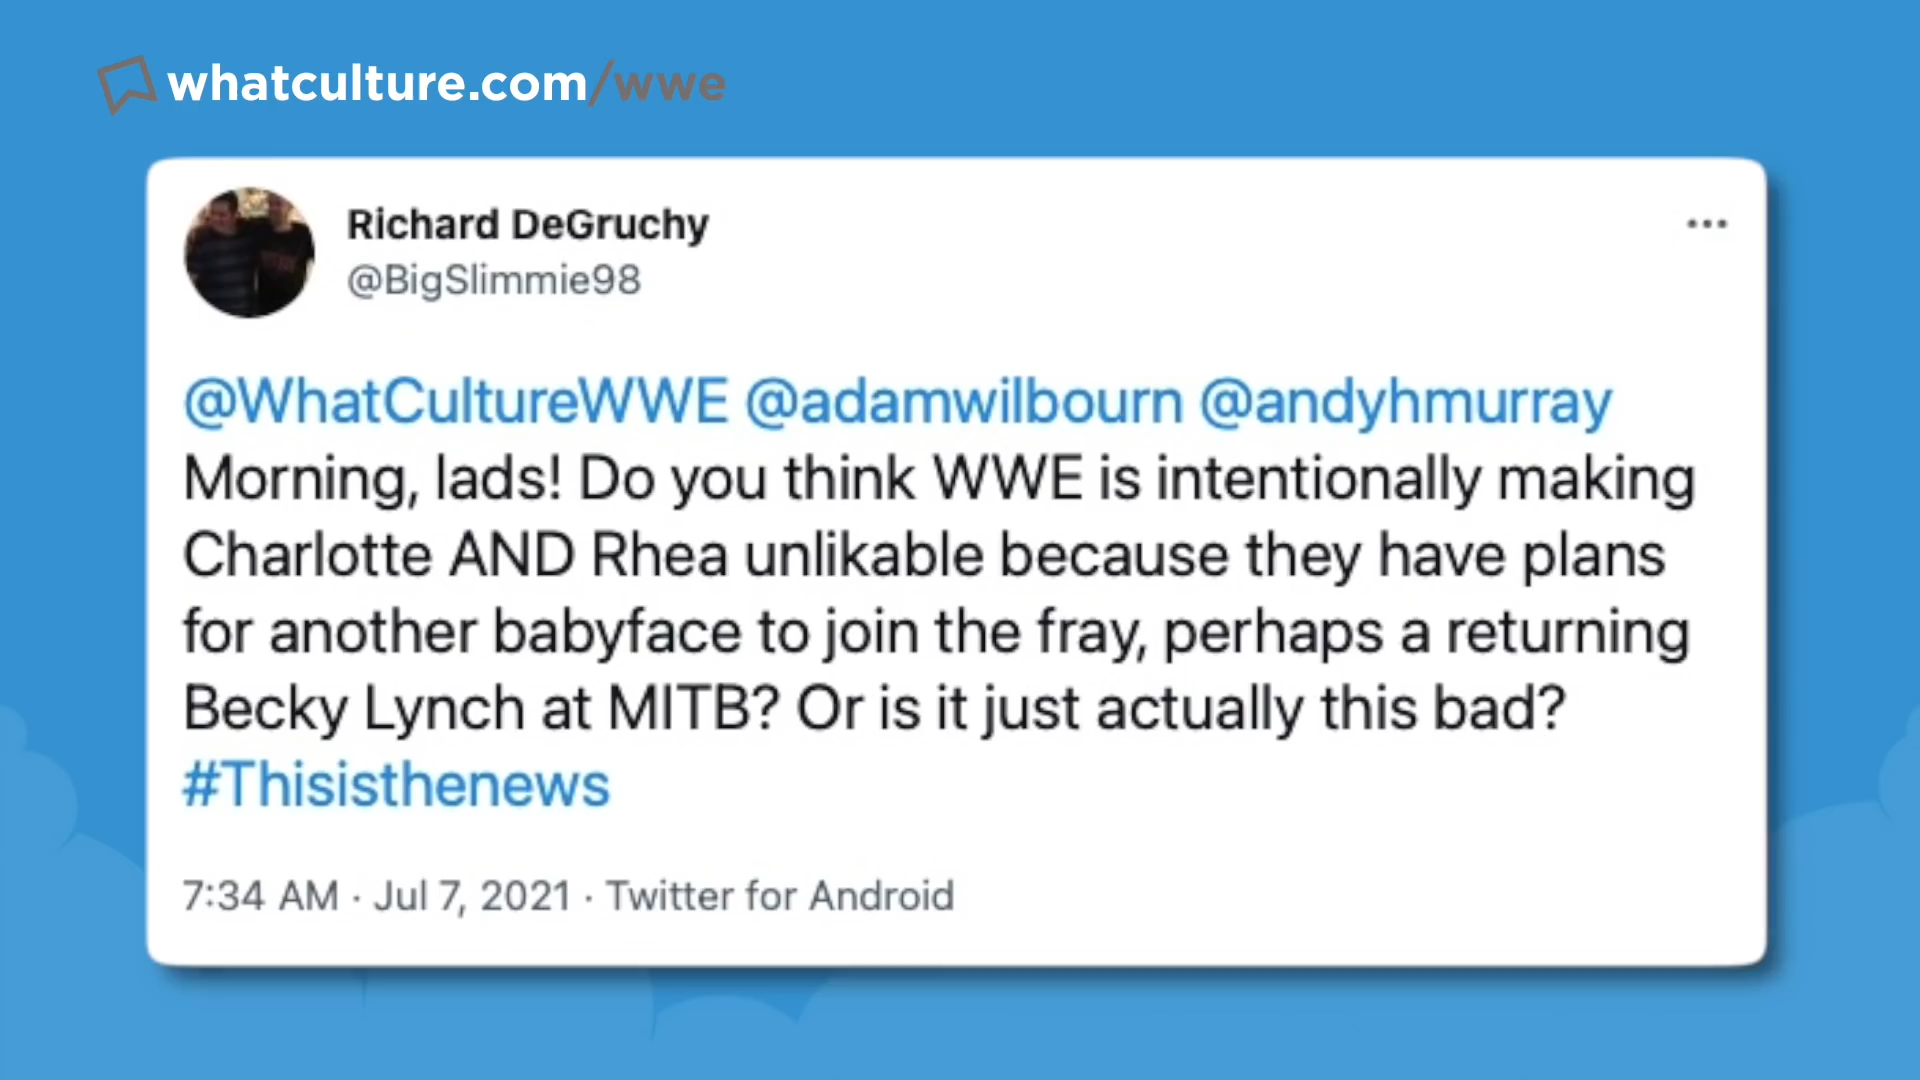 whatculture.com/wwe
Richard DeGruchy
@BigSlimmie98
@WhatCultureWWE @adamwilbourn @andyhmurray
Morning, lads! Do you think WWE is intentionally making
Charlotte AND Rhea unlikable because they have plans
for another babyface to join the fray, perhaps a returning
Becky Lynch at MITB? Or is it just actually this bad?
#Thisisthenews
7:34 AM · Jul 7, 2021 · Twitter for Android